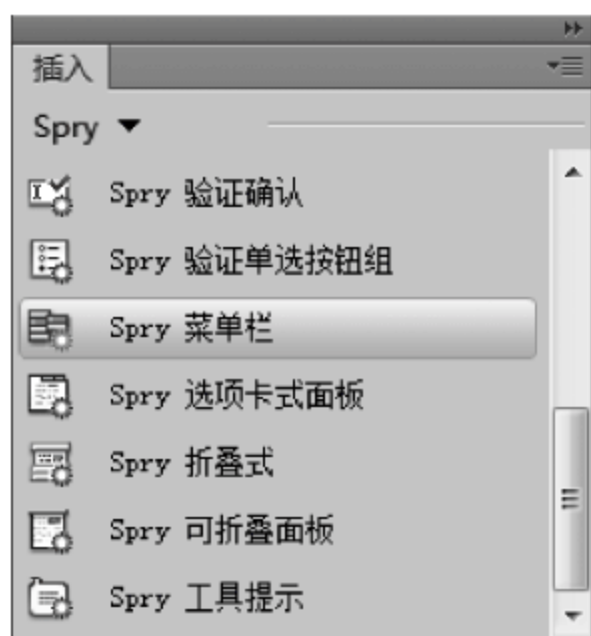 插入
Spry
Spry 验证确认
Spry 验证单选按钮组
Spry 菜单栏
Spry 选项卡式面板
Spry 折叠式
Spry 可折叠面板
Spry 工具提示